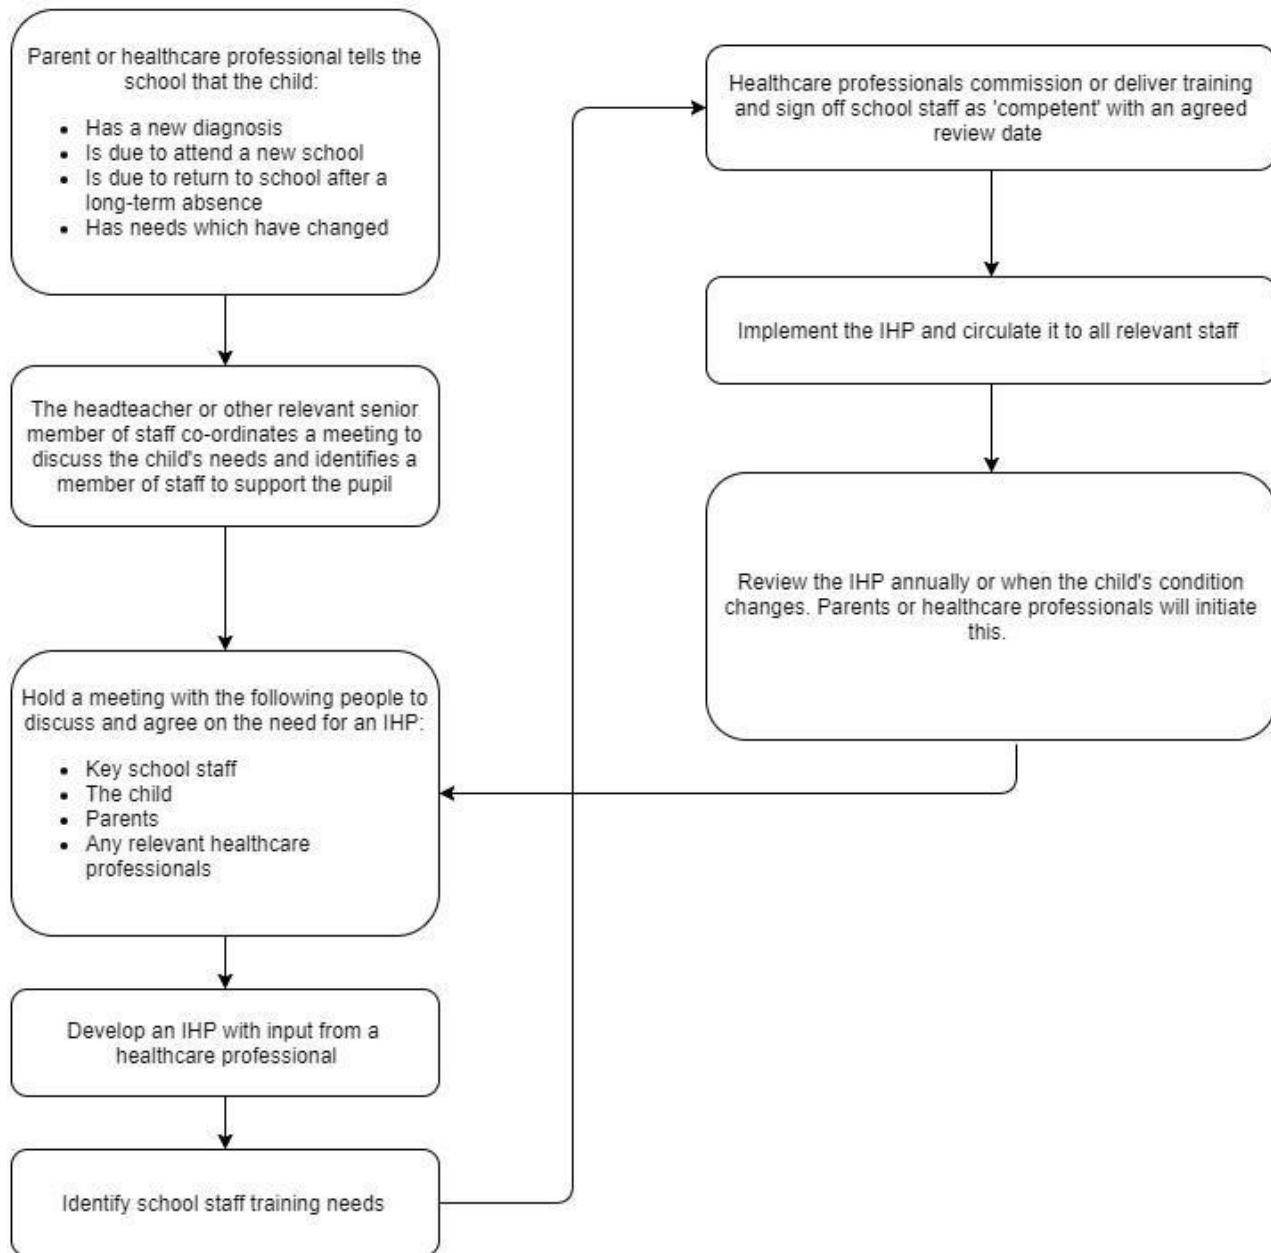 Parent or healthcare professional tells the
school that the child:
• Has a new diagnosis
• Is due to attend a new school
• Is due to return to school after a
long-term absence
• Has needs which have changed
The headteacher or other relevant senior
member of staff co-ordinates a meeting to
discuss the child's needs and identifies a
member of staff to support the pupil
Hold a meeting with the following people to
discuss and agree on the need for an IHP:
• Key school staff
• The child
• Parents
• Any relevant healthcare
professionals
Develop an IHP with input from a
healthcare professional
Identify school staff training needs
Healthcare professionals commission or deliver training
and sign off school staff as 'competent' with an agreed
review date
Implement the IHP and circulate it to all relevant staff
Review the IHP annually or when the child's condition
changes. Parents or healthcare professionals will initiate
this.